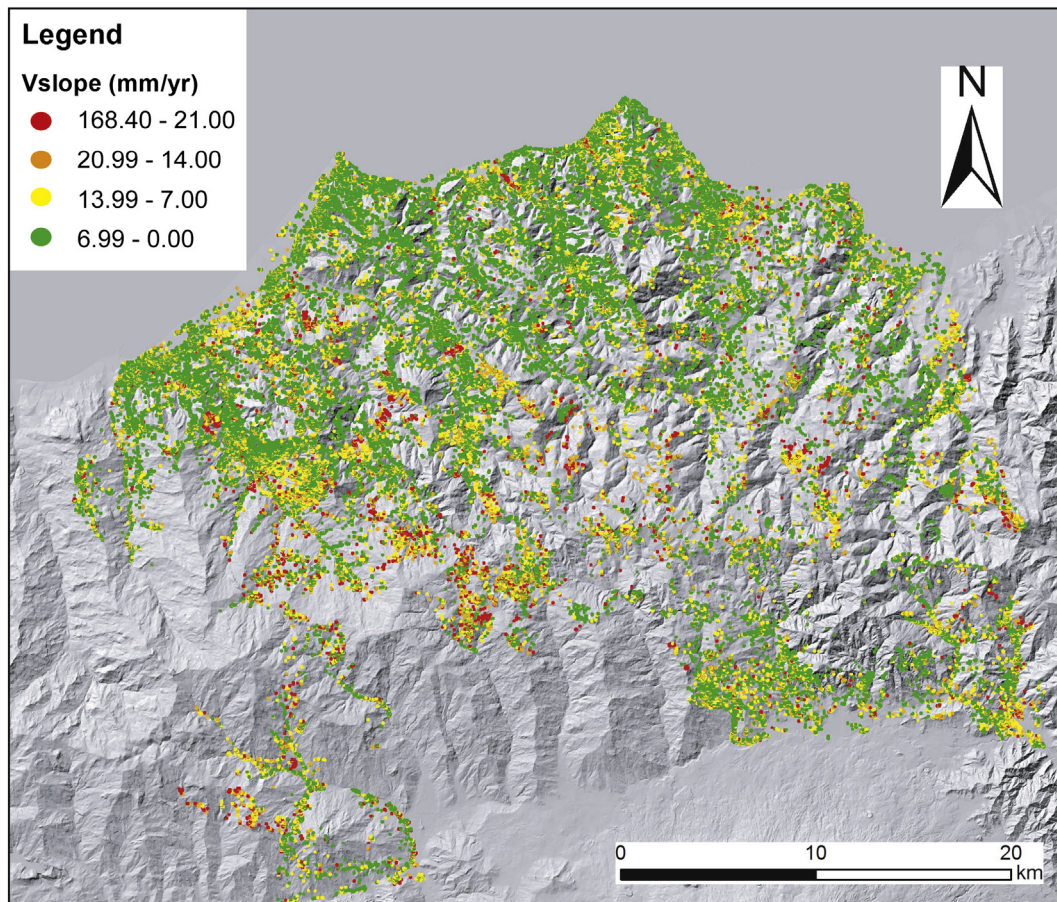 Legend
Vslope (mm/yr)
168.40 - 21.00
20.99 - 14.00
13.99 - 7.00
6.99 - 0.00
N
0 10 20
km